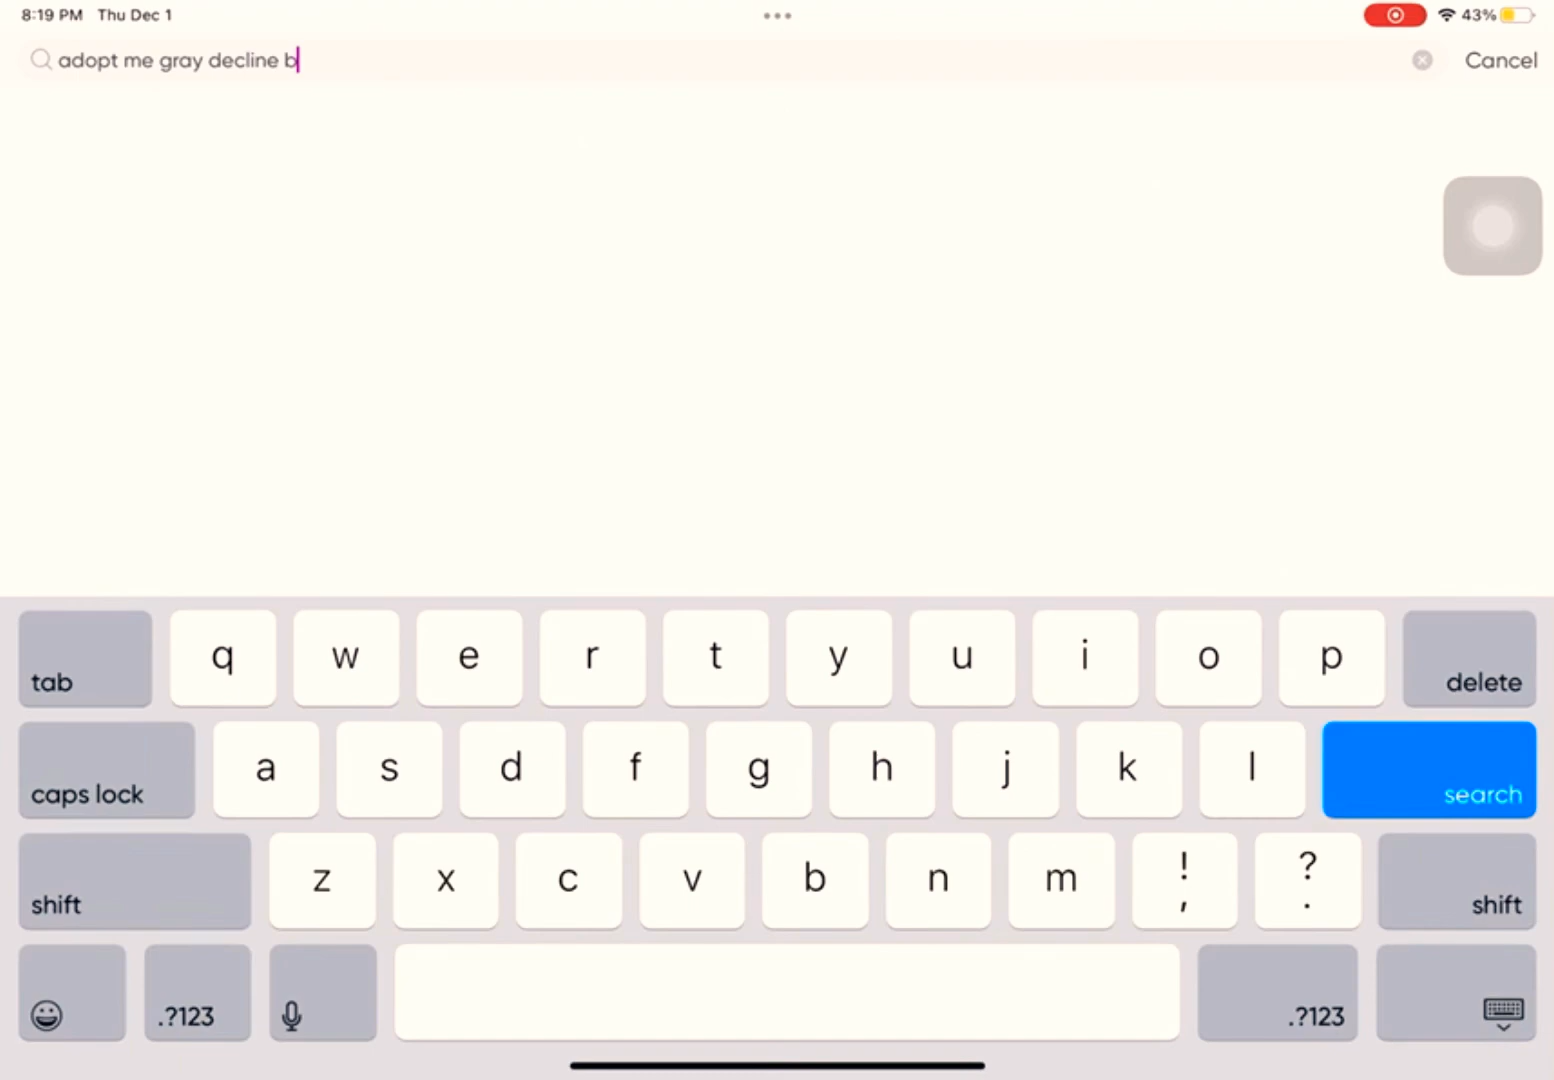 8:19 PM Thu Dec 1
43%
adopt me gray decline b
Cancel
tab q w e r t y u i o p delete
caps lock a s d f g h j k l search
shift z x c v b n m ! , ? . shift
.?123 .?123